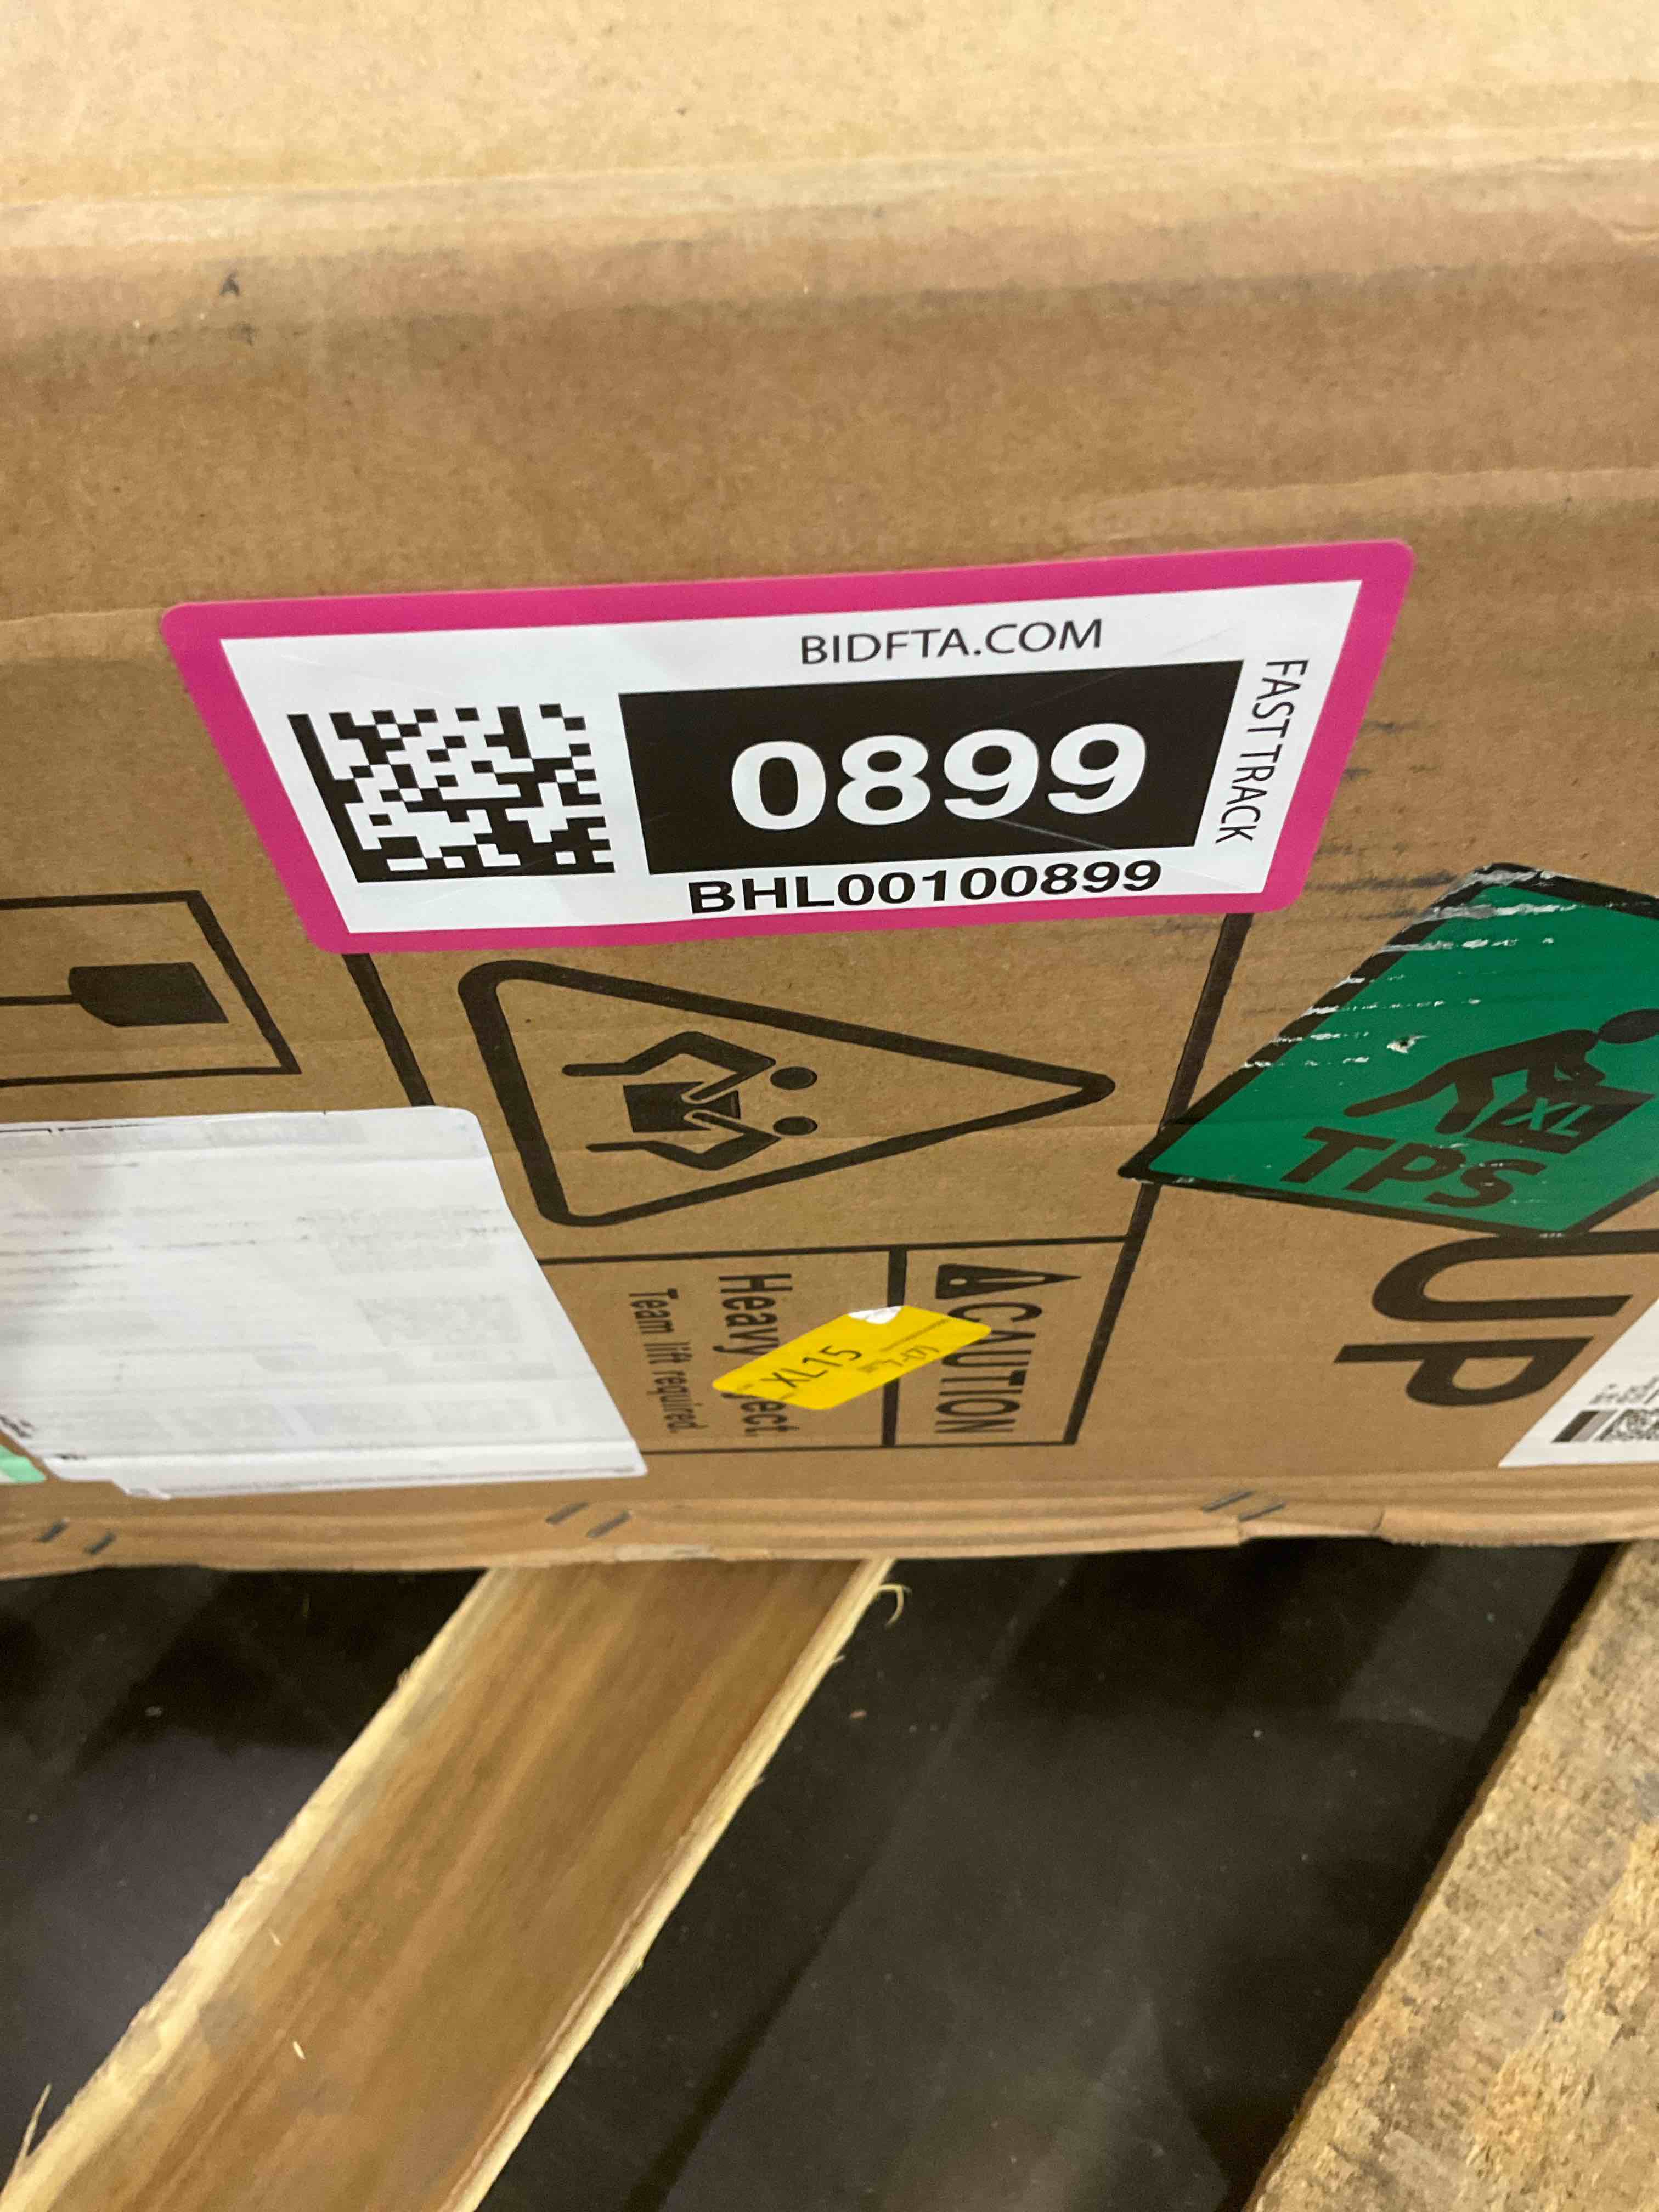 BIDFTA.COM
0899
BHL00100899
FAST TRACK
XL
TPS
UP
CAUTION
Heavy
Team lift required.
XL15